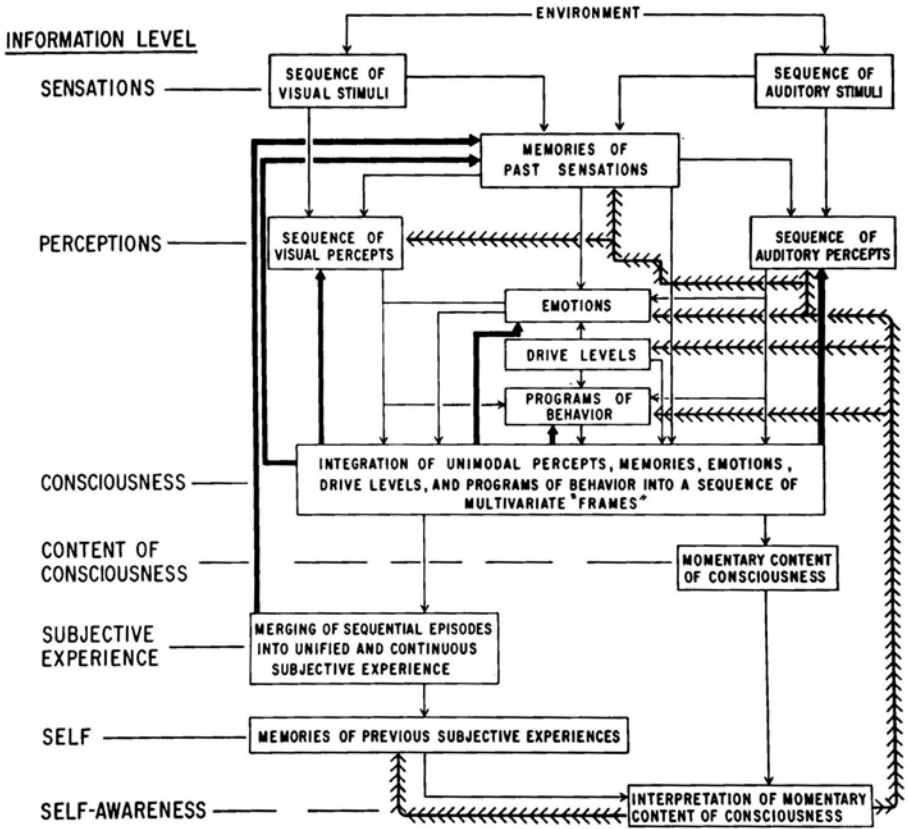 ENVIRONMENT
INFORMATION LEVEL
SENSATIONS
SEQUENCE OF
VISUAL STIMULI
SEQUENCE OF
AUDITORY STIMULI
MEMORIES OF
PAST SENSATIONS
PERCEPTIONS
SEQUENCE OF
VISUAL PERCEPTS
SEQUENCE OF
AUDITORY PERCEPTS
EMOTIONS
DRIVE LEVELS
PROGRAMS OF
BEHAVIOR
CONSCIOUSNESS
INTEGRATION OF UNIMODAL PERCEPTS, MEMORIES, EMOTIONS,
DRIVE LEVELS, AND PROGRAMS OF BEHAVIOR INTO A SEQUENCE OF
MULTIVARIATE "FRAMES"
CONTENT OF
CONSCIOUSNESS
MOMENTARY CONTENT
OF CONSCIOUSNESS
SUBJECTIVE
EXPERIENCE
MERGING OF SEQUENTIAL EPISODES
INTO UNIFIED AND CONTINUOUS
SUBJECTIVE EXPERIENCE
SELF
MEMORIES OF PREVIOUS SUBJECTIVE EXPERIENCES
SELF-AWARENESS
INTERPRETATION OF MOMENTARY
CONTENT OF CONSCIOUSNESS